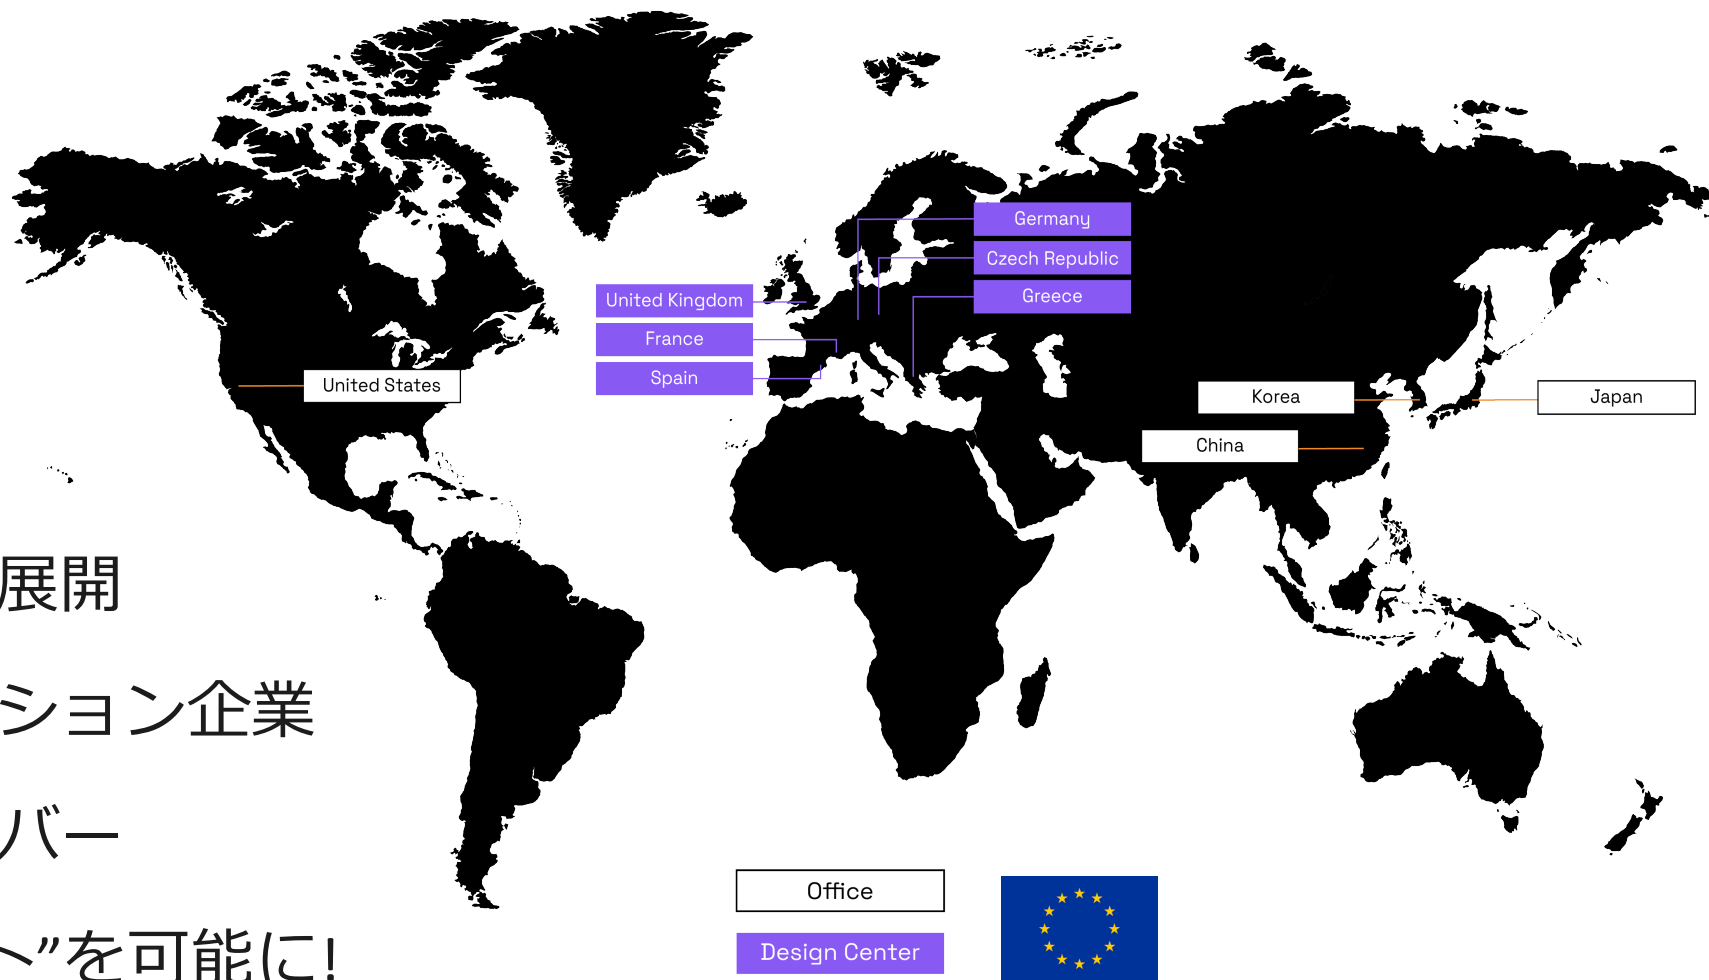 Germany
Czech Republic
Greece
United Kingdom
France
Spain
United States
Korea
Japan
China
展開
ション企業
バー
ト”を可能に!
Office
Design Center